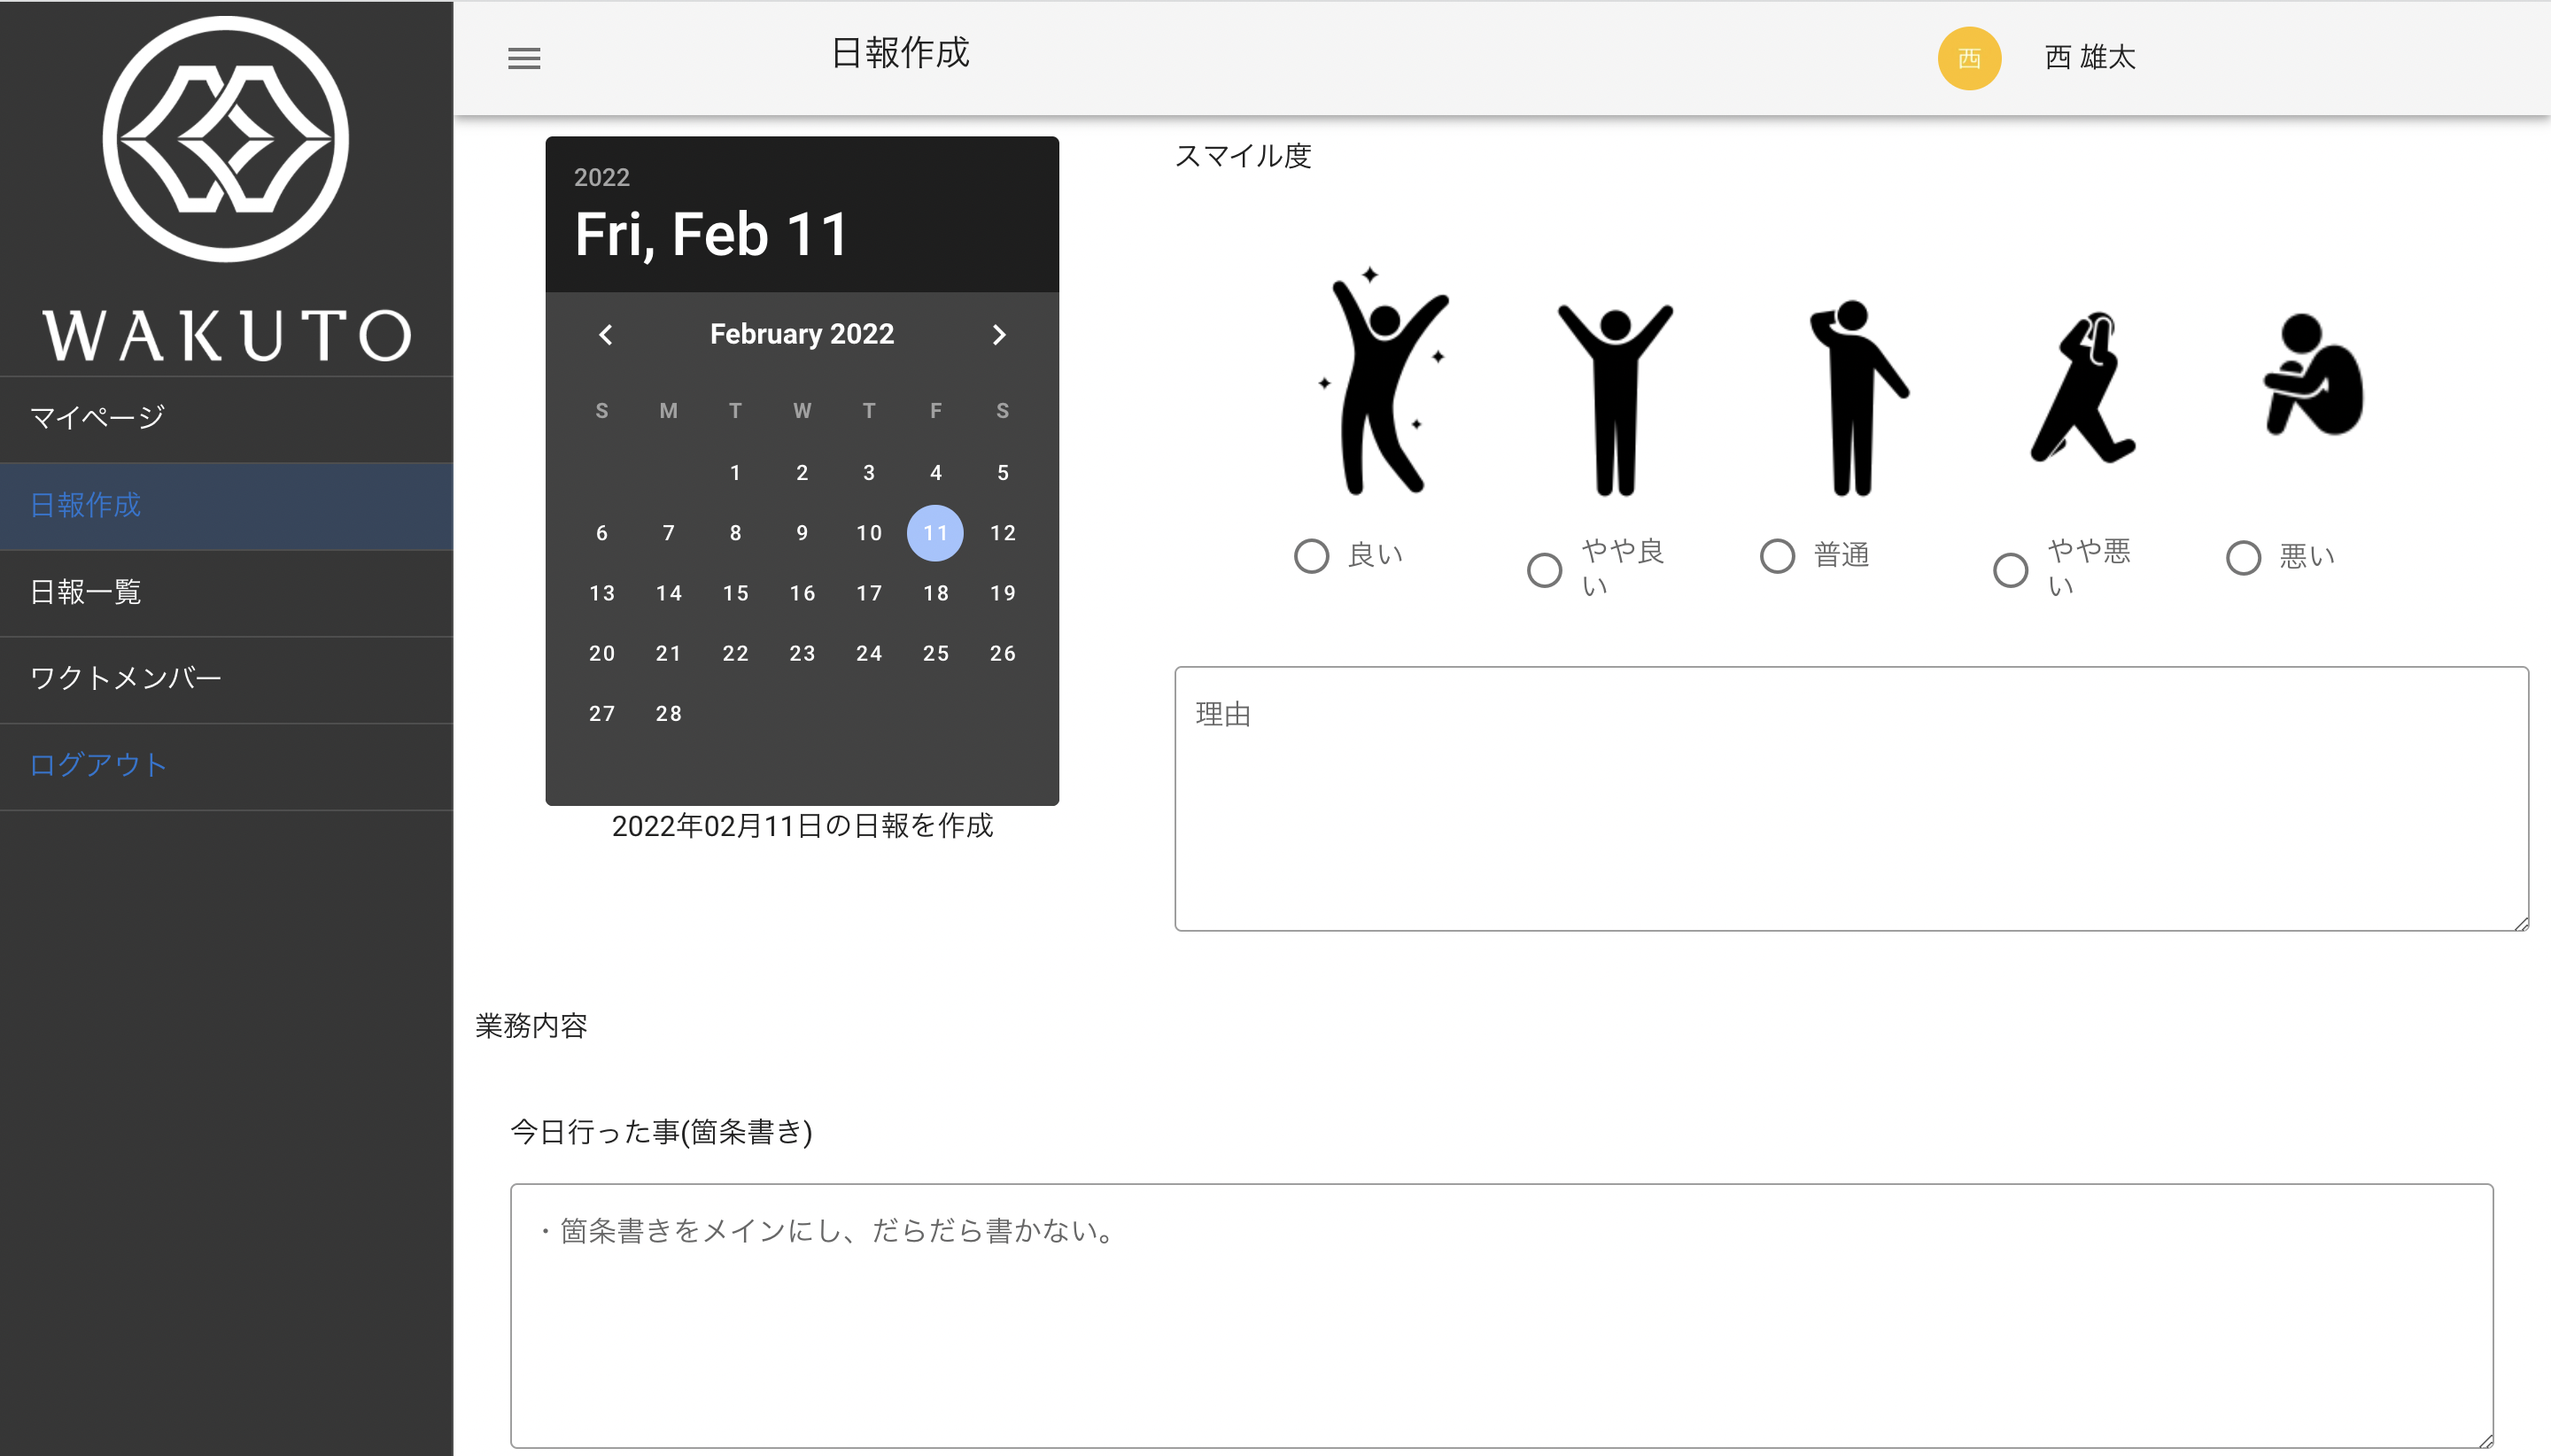 WAKUTO
マイページ
日報作成
日報一覧
ワクトメンバー
ログアウト
日報作成
西
西 雄太
2022
Fri, Feb 11
February 2022
S M T W T F S
1 2 3 4 5
6 7 8 9 10 11 12
13 14 15 16 17 18 19
20 21 22 23 24 25 26
27 28
2022年02月11日の日報を作成
スマイル度
良い
やや良
い
普通
やや悪
い
悪い
理由
業務内容
今日行った事(箇条書き)
・箇条書きをメインにし、だらだら書かない。